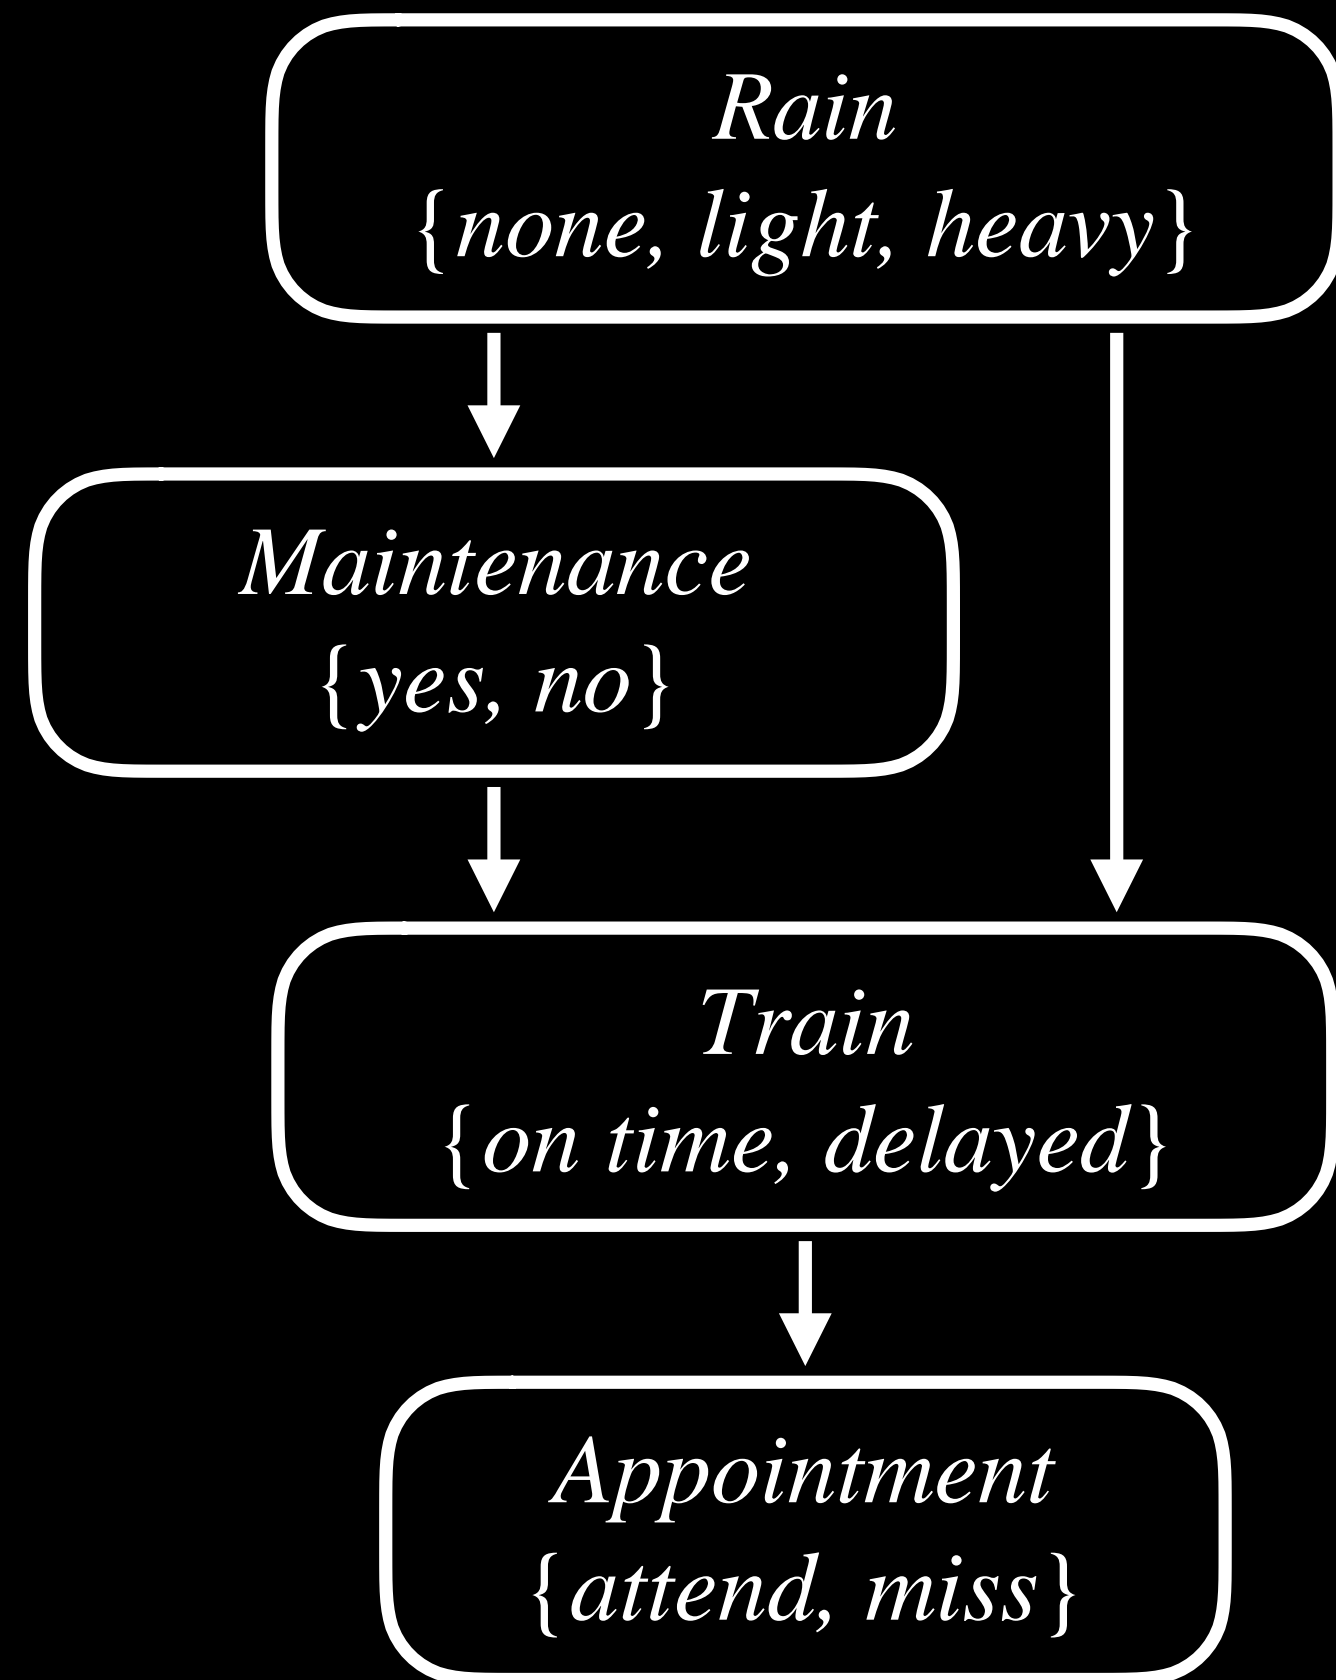 Rain
{none, light, heavy}
Maintenance
{yes, no}
Train
{on time, delayed}
Appointment
{attend, miss}